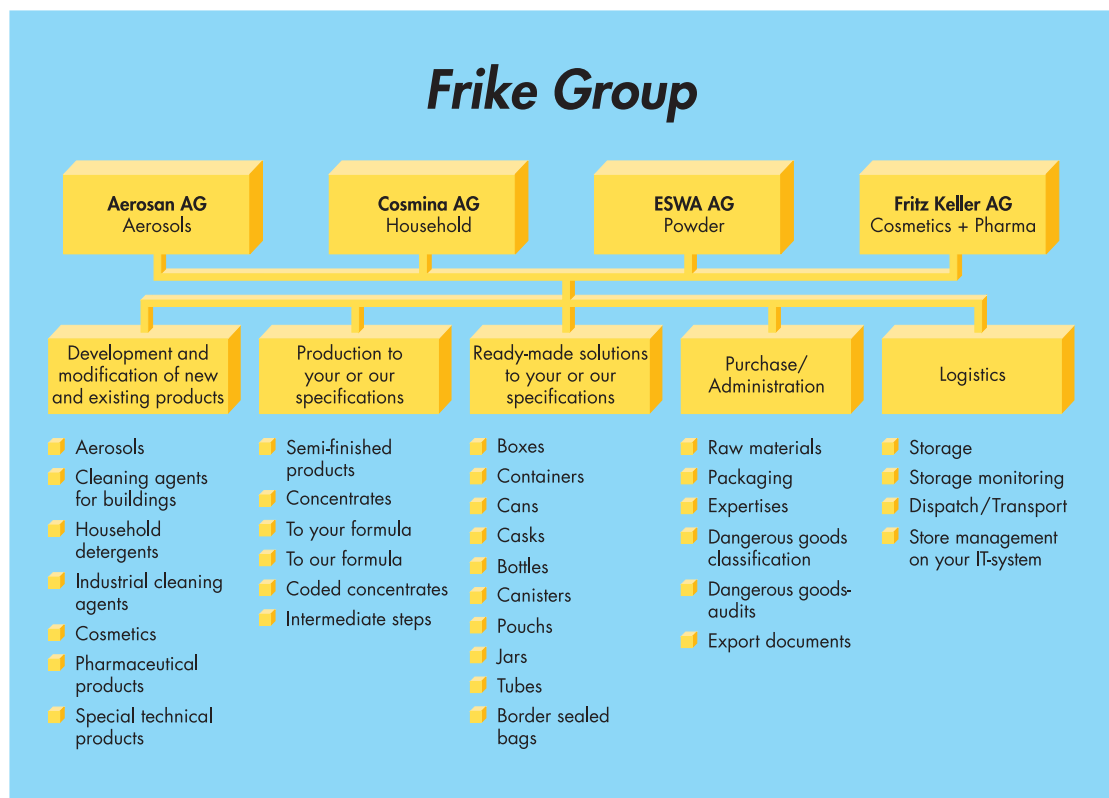 Frike Group
Aerosan AG
Aerosols
Cosmina AG
Household
ESWA AG
Powder
Fritz Keller AG
Cosmetics + Pharma
Development and
modification of new
and existing products
Production to
your or our
specifications
Ready-made solutions
to your or our
specifications
Purchase/
Administration
Logistics
Aerosols
Cleaning agents
for buildings
Household
detergents
Industrial cleaning
agents
Cosmetics
Pharmaceutical
products
Special technical
products
Semi-finished
products
Concentrates
To your formula
To our formula
Coded concentrates
Intermediate steps
Boxes
Containers
Cans
Casks
Bottles
Canisters
Pouchs
Jars
Tubes
Border sealed
bags
Raw materials
Packaging
Expertises
Dangerous goods
classification
Dangerous goods-
audits
Export documents
Storage
Storage monitoring
Dispatch/Transport
Store management
on your IT-system